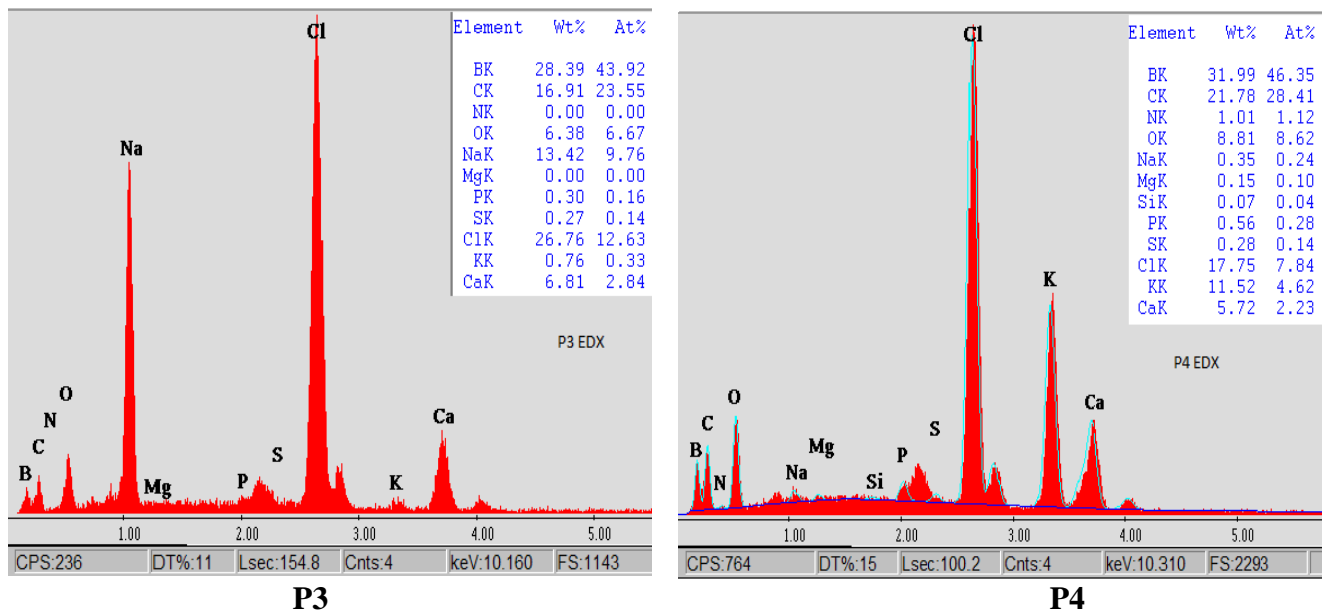 Element Wt% At%
BK 28.39 43.92
CK 16.91 23.55
NK 0.00 0.00
OK 6.38 6.67
NaK 13.42 9.76
MgK 0.00 0.00
PK 0.30 0.16
SK 0.27 0.14
ClK 26.76 12.63
KK 0.76 0.33
CaK 6.81 2.84
P3 EDX
Cl
Na
O
N
C
B
Mg
P
S
K
Ca
1.00 2.00 3.00 4.00 5.00
CPS:236 DT%:11 Lsec:154.8 Cnts:4 keV:10.160 FS:1143
P3
Element Wt% At%
BK 31.99 46.35
CK 21.78 28.41
NK 1.01 1.12
OK 8.81 8.62
NaK 0.35 0.24
MgK 0.15 0.10
SiK 0.07 0.04
PK 0.56 0.28
SK 0.28 0.14
ClK 17.75 7.84
KK 11.52 4.62
CaK 5.72 2.23
P4 EDX
Cl
K
Ca
O
C
B
N
Na
Mg
Si
P
S
1.00 2.00 3.00 4.00 5.00
CPS:764 DT%:15 Lsec:100.2 Cnts:4 keV:10.310 FS:2293
P4